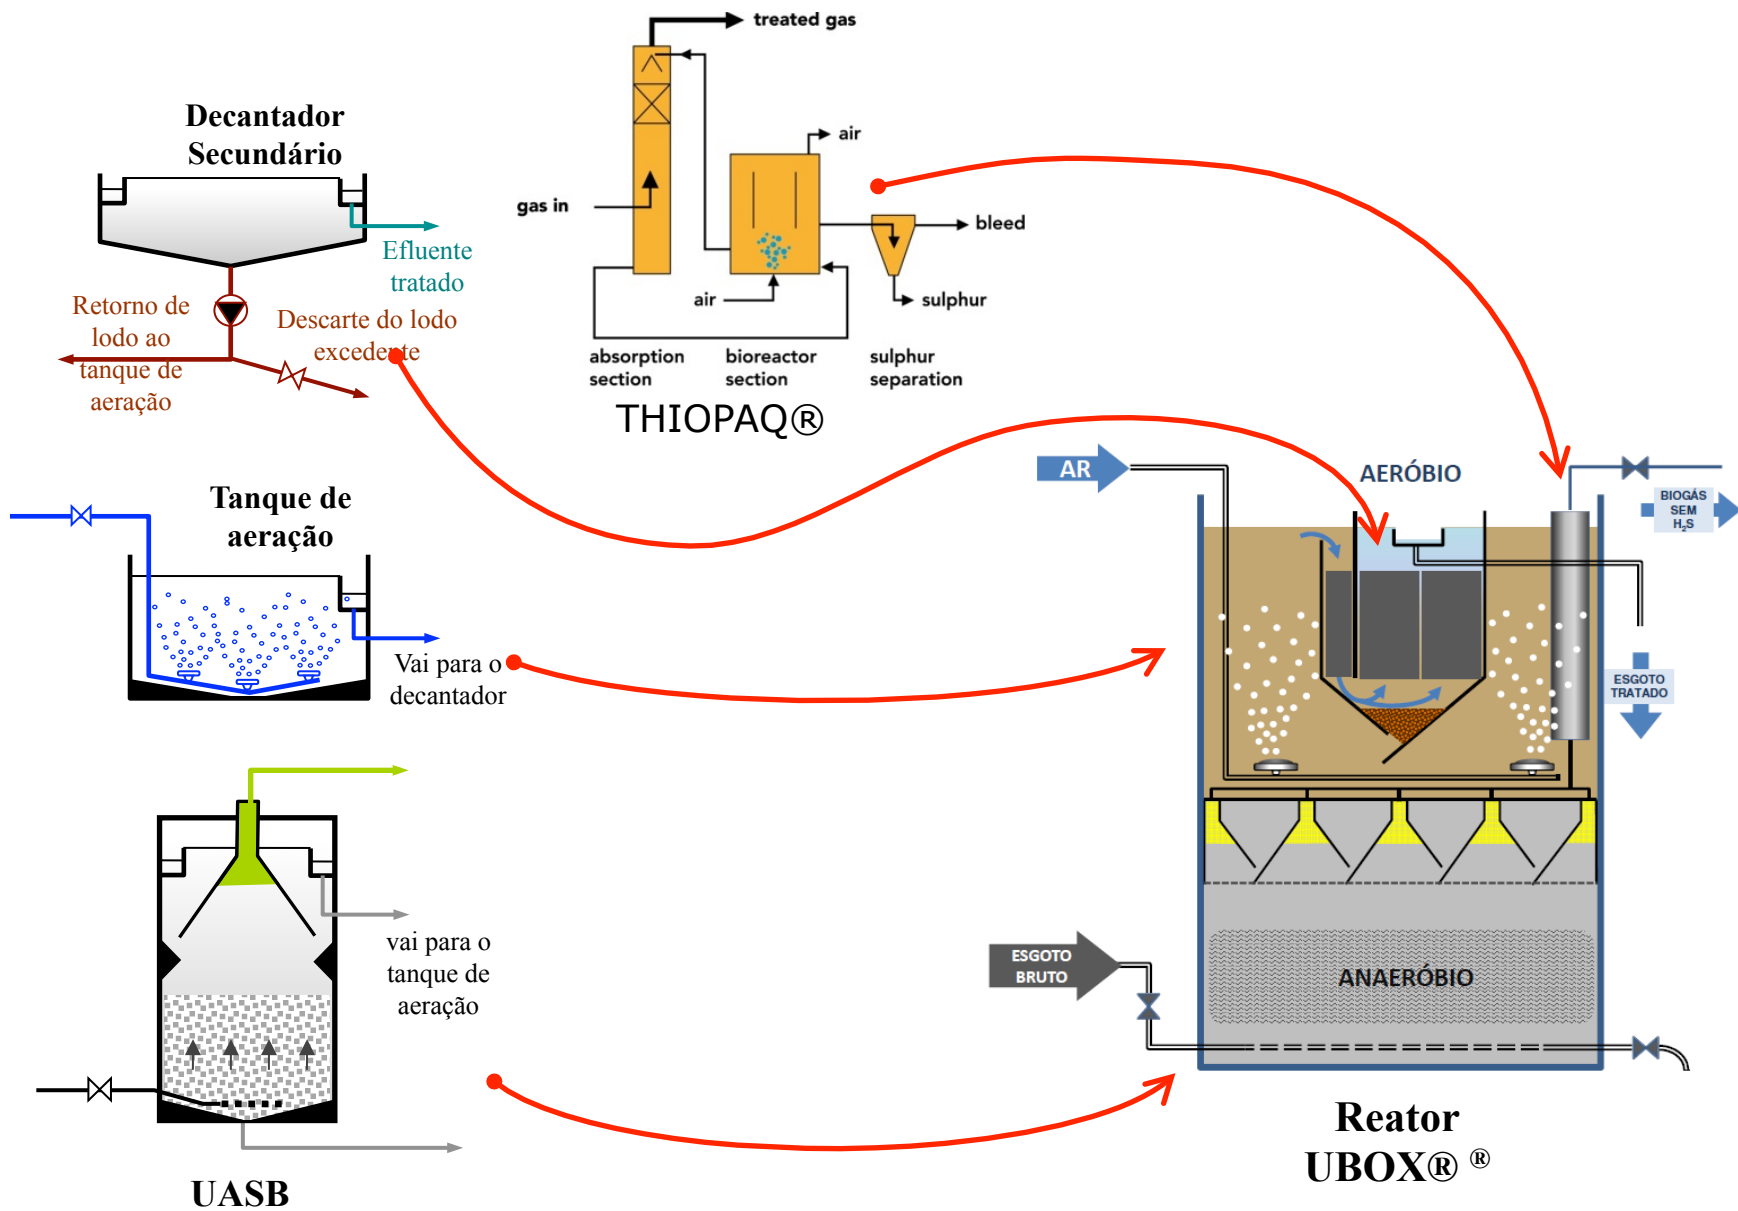 treated gas
air
gas in
bleed
air
sulphur
absorption
section
bioreactor
section
sulphur
separation
THIOPAQ®
Decantador
Secundário
Efluente
tratado
Retorno de
lodo ao
tanque de
aeração
Descarte do lodo
excedente
Tanque de
aeração
Vai para o
decantador
vai para o
tanque de
aeração
UASB
AR
AERÓBIO
BIOGÁS
SEM
H₂S
ESGOTO
TRATADO
ESGOTO
BRUTO
ANAERÓBIO
Reator
UBOX® ®